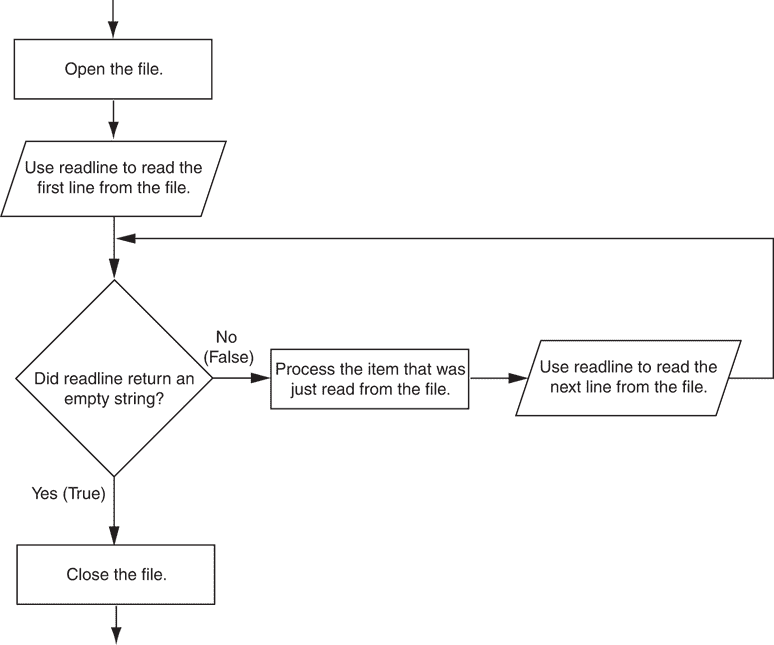 Open the file.
Use readline to read the
first line from the file.
No
(False)
Did readline return an
empty string?
Process the item that was
just read from the file.
Use readline to read the
next line from the file.
Yes (True)
Close the file.